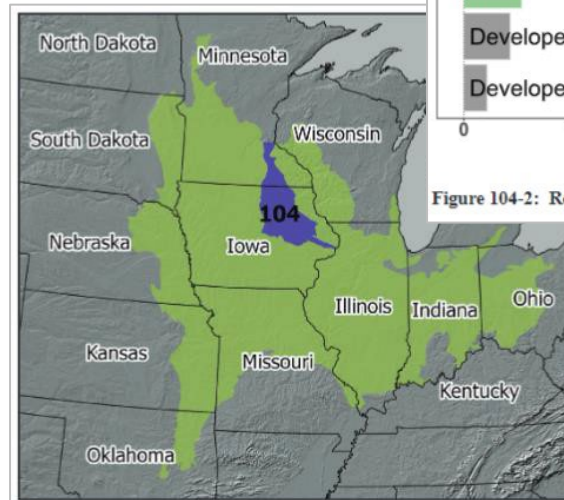 North Dakota
Minnesota
South Dakota
Wisconsin
104
Nebraska
Iowa
Illinois
Indiana
Ohio
Kansas
Missouri
Kentucky
Oklahoma
Develope
Develope
0
Figure 104-2: Re